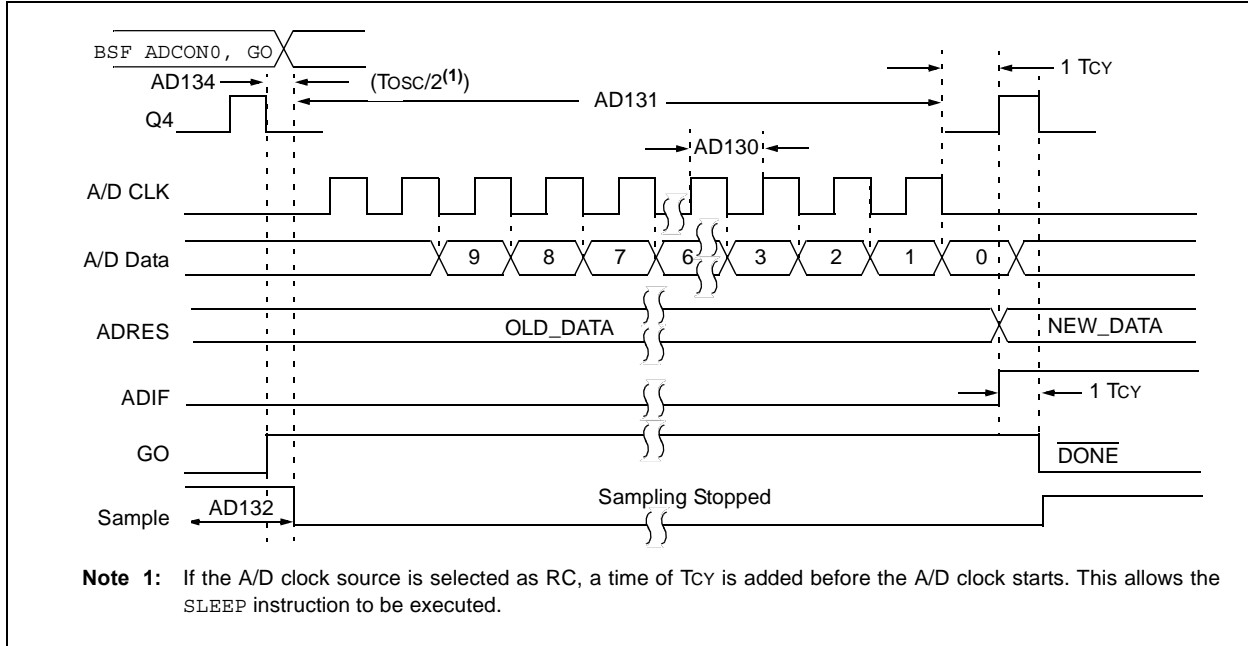 BSF ADCON0, GO
AD134
(TOSC/2(1))
AD131
1 TCY
Q4
AD130
A/D CLK
A/D Data
9
8
7
6
3
2
1
0
ADRES
OLD_DATA
NEW_DATA
ADIF
1 TCY
GO
DONE
Sample
AD132
Sampling Stopped
Note 1: If the A/D clock source is selected as RC, a time of TCY is added before the A/D clock starts. This allows the
SLEEP instruction to be executed.